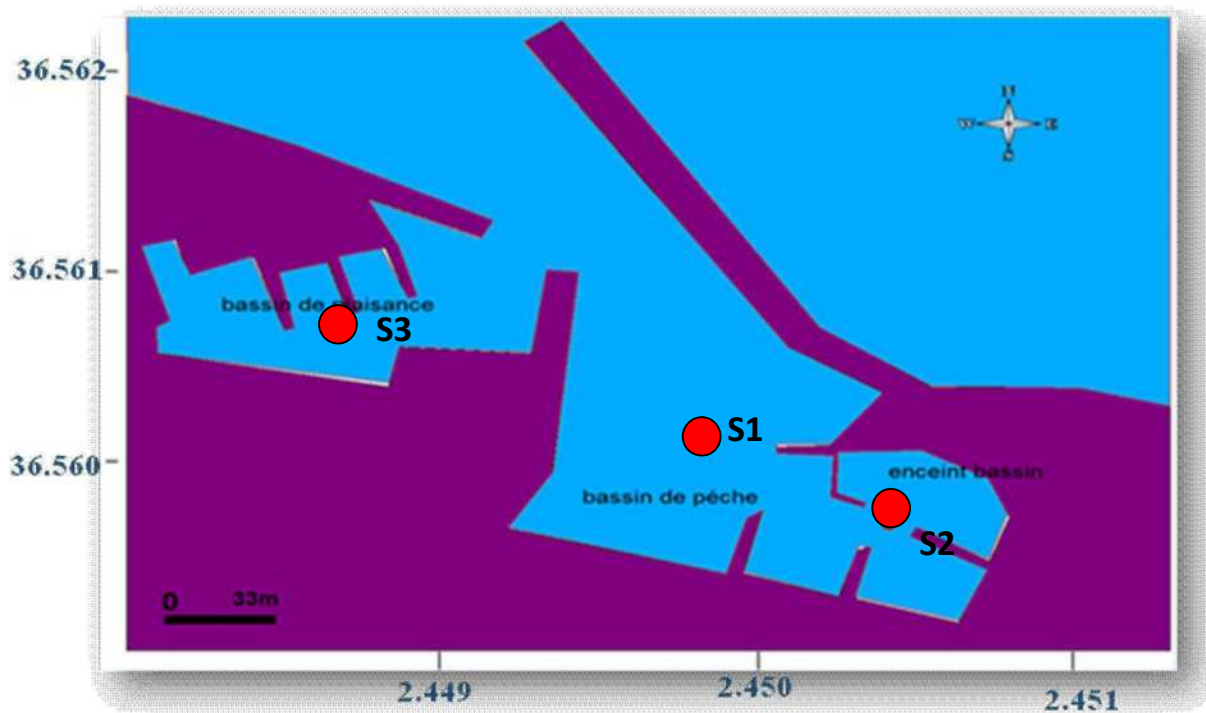 36.562
N
W E
36.561
bassin de plaisance
S3
S1
36.560
enceint bassin
bassin de péche
S2
0 33m
2.449
2.450
2.451